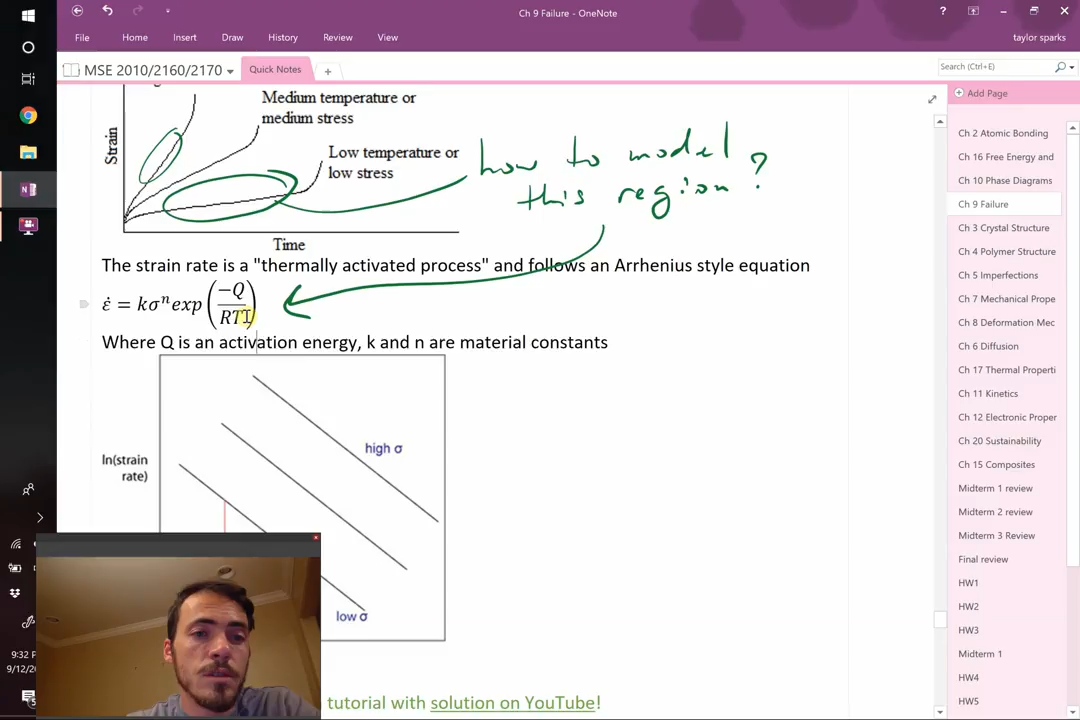 Ch 9 Failure - OneNote
?
File
Home
Insert
Draw
History
Review
View
taylor sparks
MSE 2010/2160/2170
Quick Notes
+
Search (Ctrl+E)
Add Page
Ch 2 Atomic Bonding
Ch 16 Free Energy and
Ch 10 Phase Diagrams
Ch 9 Failure
Ch 3 Crystal Structure
Ch 4 Polymer Structure
Ch 5 Imperfections
Ch 7 Mechanical Prope
Ch 8 Deformation Mec
Ch 6 Diffusion
Ch 17 Thermal Properti
Ch 11 Kinetics
Ch 12 Electronic Proper
Ch 20 Sustainability
Ch 15 Composites
Midterm 1 review
Midterm 2 review
Midterm 3 Review
Final review
HW1
HW2
HW3
Midterm 1
HW4
HW5
Medium temperature or
medium stress
Strain
Low temperature or
low stress
Time
how to model
this region?
The strain rate is a "thermally activated process" and follows an Arrhenius style equation
ε̇ = kσⁿexp(−Q/RT)
Where Q is an activation energy, k and n are material constants
ln(strain
rate)
high σ
low σ
tutorial with solution on YouTube!
9:32 P